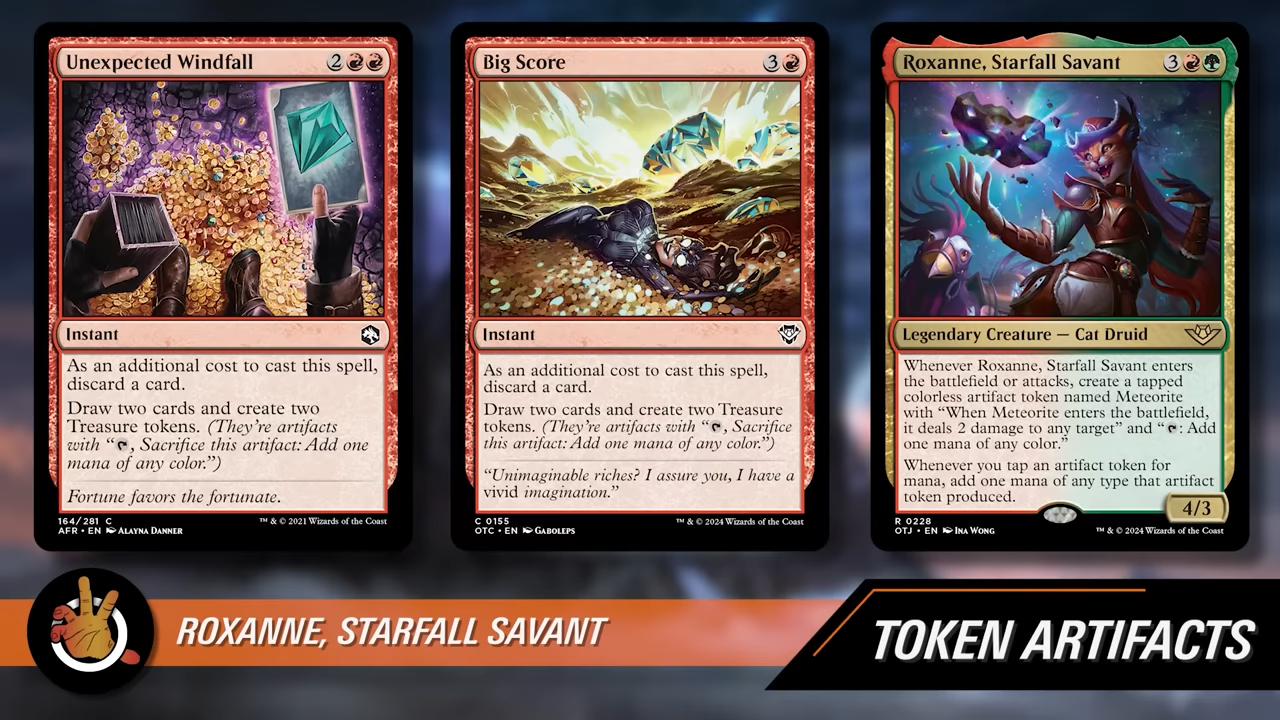 Unexpected Windfall 2
Instant
As an additional cost to cast this spell,
discard a card.
Draw two cards and create two
Treasure tokens. (They're artifacts
with “, Sacrifice this artifact: Add one
mana of any color.”)
Fortune favors the fortunate.
164/281 C
AFR • EN Alayna Danner
™ & © 2021 Wizards of the Coast
Big Score 3
Instant
As an additional cost to cast this spell,
discard a card.
Draw two cards and create two Treasure
tokens. (They're artifacts with “, Sacrifice
this artifact: Add one mana of any color.”)
“Unimaginable riches? I assure you, I have a
vivid imagination.”
C 0155
OTC • EN Gaboleps
™ & © 2024 Wizards of the Coast
Roxanne, Starfall Savant 3
Legendary Creature — Cat Druid
Whenever Roxanne, Starfall Savant enters
the battlefield or attacks, create a tapped
colorless artifact token named Meteorite
with “When Meteorite enters the battlefield,
it deals 2 damage to any target” and “: Add
one mana of any color.”
Whenever you tap an artifact token for
mana, add one mana of any type that artifact
token produced.
4/3
R 0228
OTJ • EN Ina Wong
™ & © 2024 Wizards of the Coast
ROXANNE, STARFALL SAVANT
TOKEN ARTIFACTS